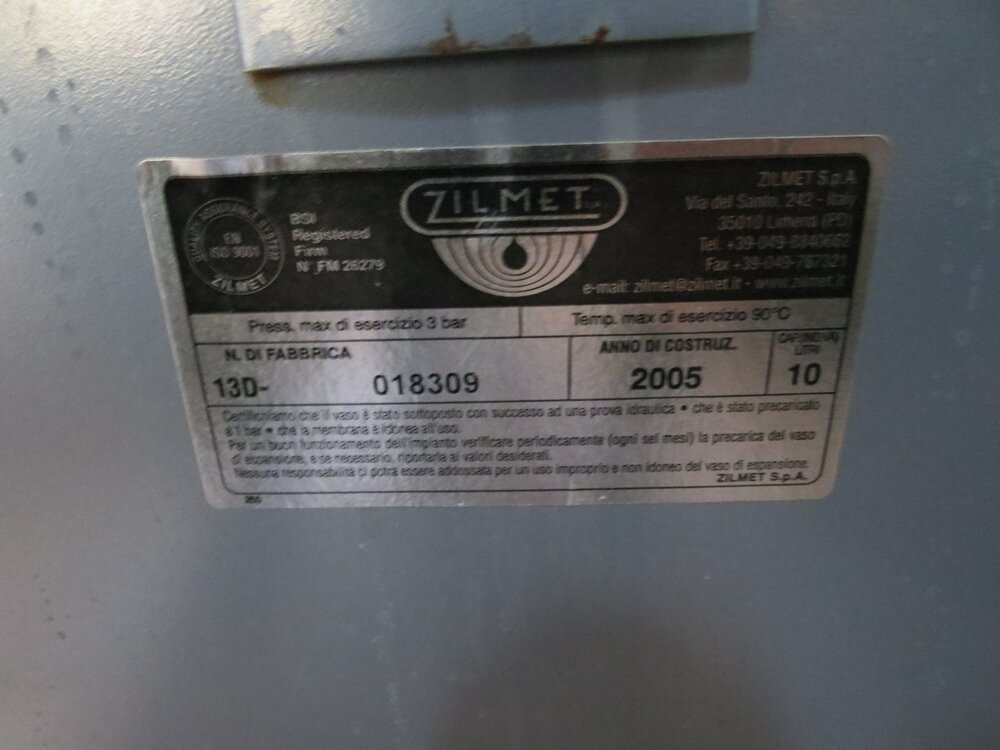 QUALITY ASSURANCE SYSTEM
EN
ISO 9001
ZILMET
BSI
Registered
Firm
N° FM 26279
ZILMET
ZILMET S.p.A.
Via del Santo, 242 - Italy
35010 Limena (PD)
Tel. +39-049-8840662
Fax +39-049-767321
e-mail: zilmet@zilmet.it - www.zilmet.it
Press. max di esercizio 3 bar
Temp. max di esercizio 90°C
N. DI FABBRICA
13D- 018309
ANNO DI COSTRUZ.
2005
LITRI
10
Certifichiamo che il vaso è stato sottoposto con successo ad una prova idraulica • che è stato precaricato
a 1 bar • che la membrana è idonea all'uso.
Per un buon funzionamento dell'impianto verificare periodicamente (ogni sei mesi) la precarica del vaso
di espansione, e se necessario, riportarla ai valori desiderati.
Nessuna responsabilità ci potrà essere addossata per un uso improprio e non idoneo del vaso di espansione.
ZILMET S.p.A.